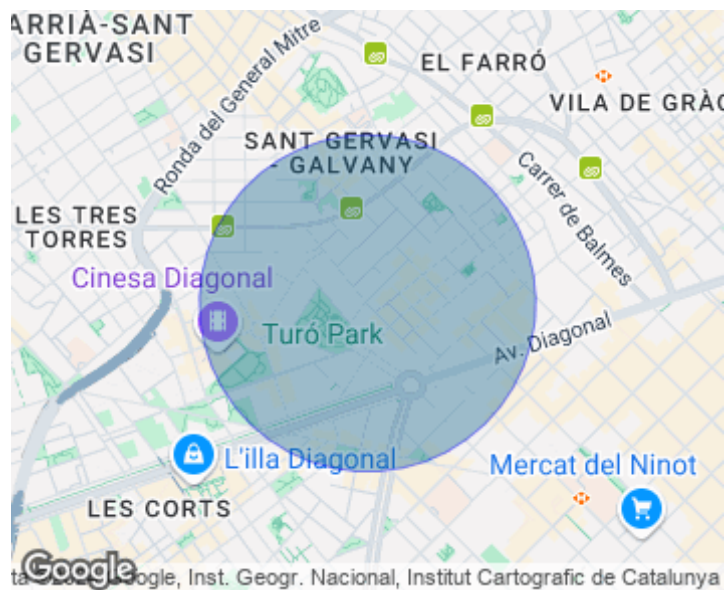 ARRIÀ-SANT
GERVASI
EL FARRÓ
VILA DE GRÀC
Ronda del General Mitre
SANT GERVASI
- GALVANY
Carrer de Balmes
LES TRES
TORRES
Cinesa Diagonal
Turó Park
Av. Diagonal
L'illa Diagonal
Mercat del Ninot
LES CORTS
Google
Google, Inst. Geogr. Nacional, Institut Cartografic de Catalunya